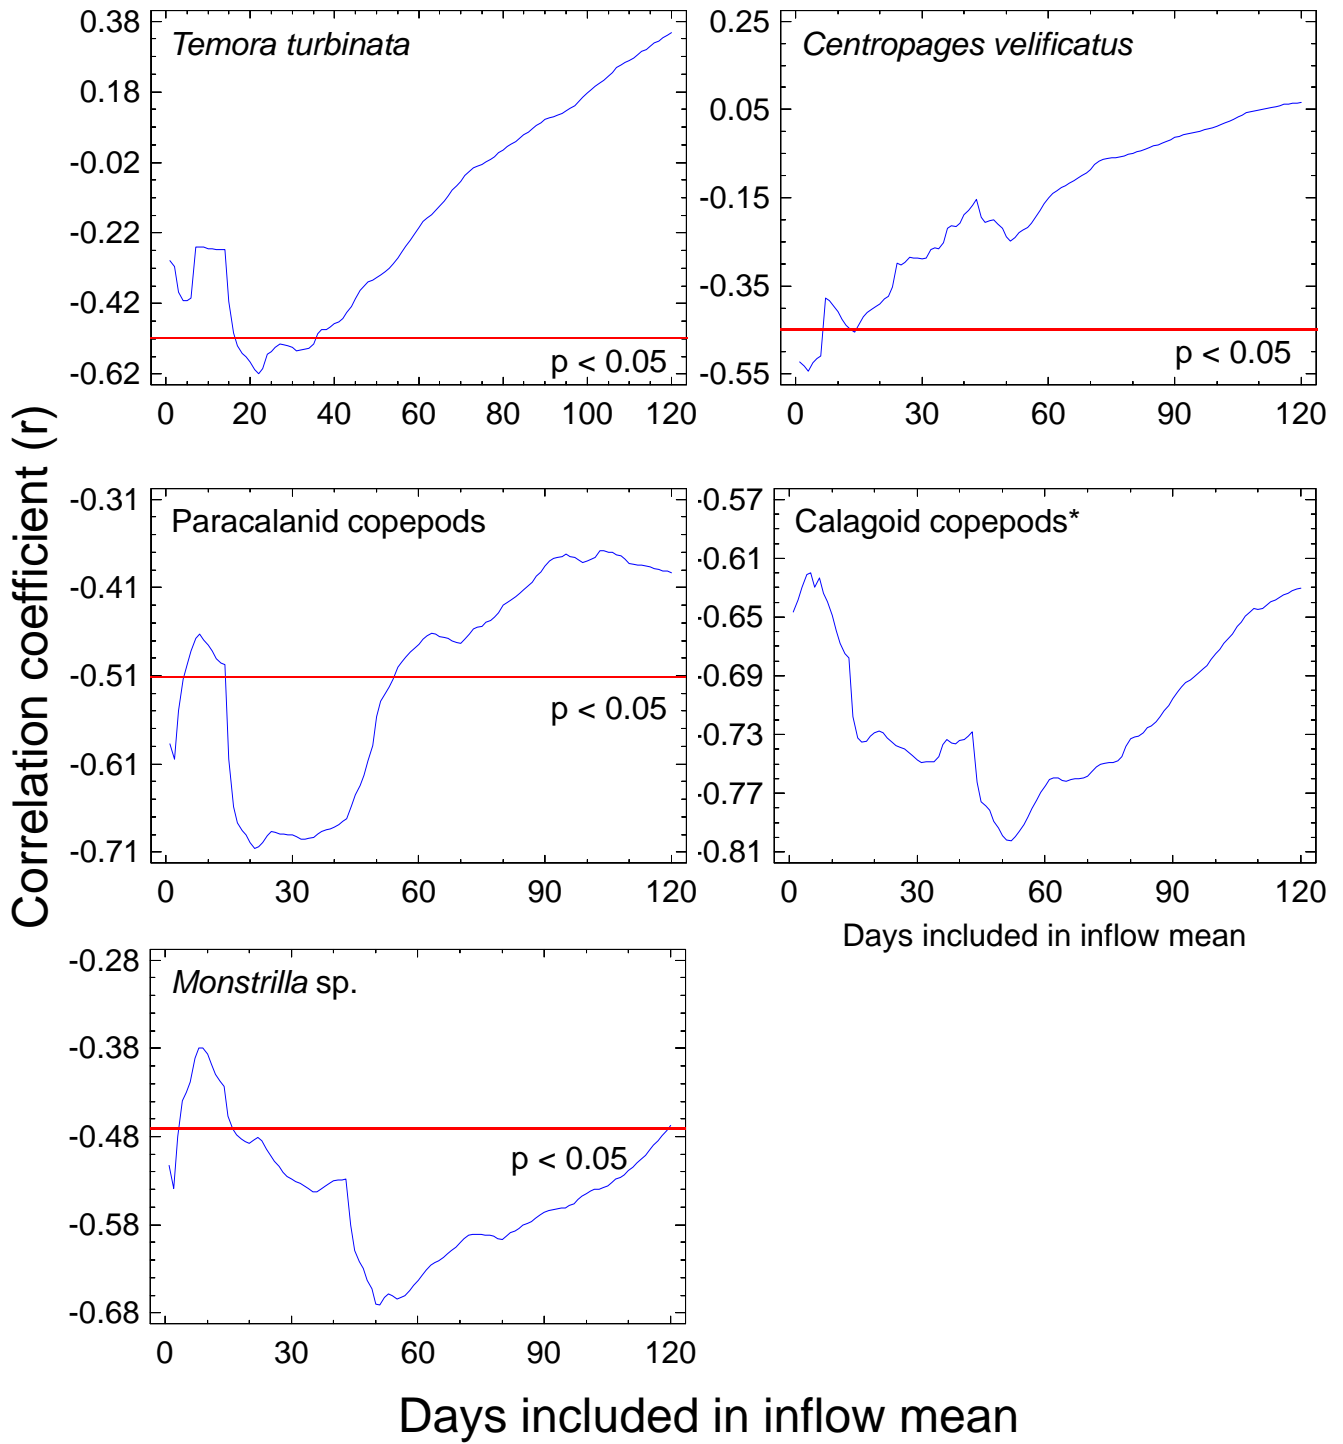 Correlation coefficient (r)
Temora turbinata
0.38
0.18
-0.02
-0.22
-0.42
-0.62
p < 0.05
0 20 40 60 80 100 120
Centropages velificatus
0.25
0.05
-0.15
-0.35
-0.55
p < 0.05
0 30 60 90 120
Paracalanid copepods
-0.31
-0.41
-0.51
-0.61
-0.71
p < 0.05
0 30 60 90 120
Calagoid copepods*
-0.57
-0.61
-0.65
-0.69
-0.73
-0.77
-0.81
0 30 60 90 120
Days included in inflow mean
Monstrilla sp.
-0.28
-0.38
-0.48
-0.58
-0.68
p < 0.05
0 30 60 90 120
Days included in inflow mean